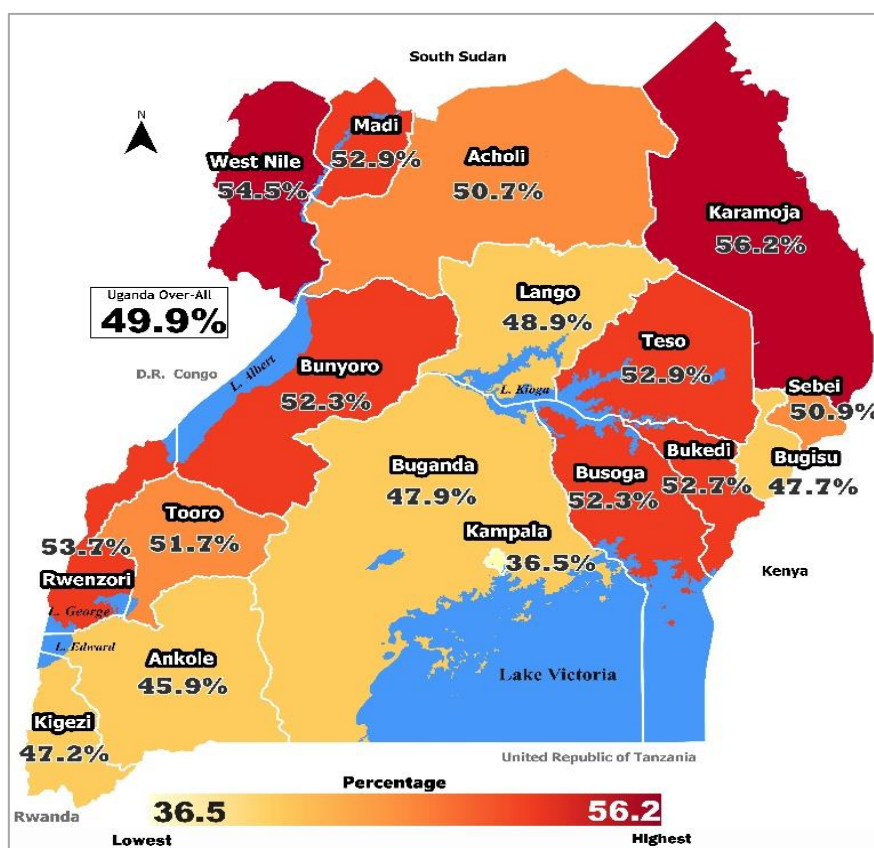 South Sudan
N
Madi
52.9%
West Nile
54.5%
Acholi
50.7%
Karamoja
56.2%
Uganda Over-All
49.9%
Lango
48.9%
Teso
52.9%
D.R. Congo
L. Albert
Bunyoro
52.3%
L. Kioga
Sebei
50.9%
Buganda
47.9%
Busoga
52.3%
Bukedi
52.7%
Bugisu
47.7%
Tooro
51.7%
53.7%
Rwenzori
Kampala
36.5%
Kenya
L. George
L. Edward
Ankole
45.9%
Lake Victoria
Kigezi
47.2%
United Republic of Tanzania
Percentage
36.5
56.2
Rwanda
Lowest
Highest